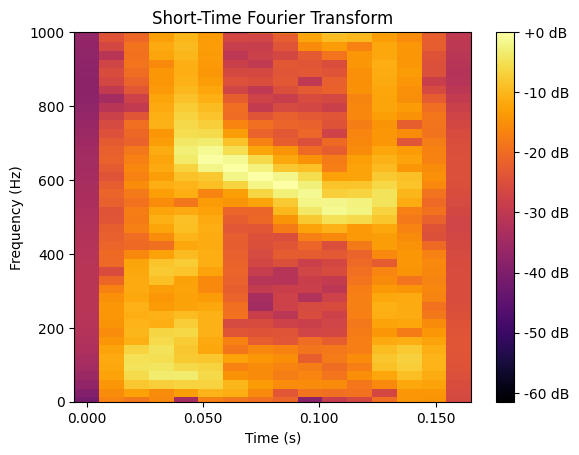 Short-Time Fourier Transform
1000
800
600
400
200
0
Frequency (Hz)
0.000
0.050
0.100
0.150
Time (s)
+0 dB
-10 dB
-20 dB
-30 dB
-40 dB
-50 dB
-60 dB